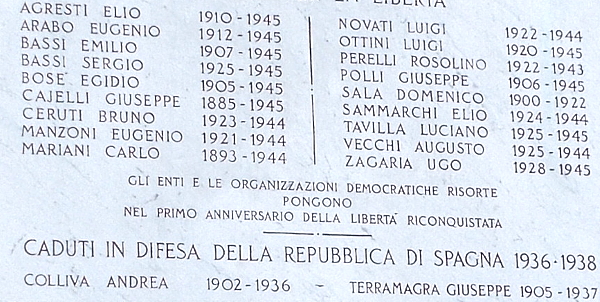 LA LIBERTÀ
AGRESTI ELIO 1910-1945
ARABO EUGENIO 1912-1945
BASSI EMILIO 1907-1945
BASSI SERGIO 1925-1945
BOSE' EGIDIO 1905-1945
CAJELLI GIUSEPPE 1885-1945
CERUTI BRUNO 1923-1944
MANZONI EUGENIO 1921-1944
MARIANI CARLO 1893-1944
NOVATI LUIGI 1922-1944
OTTINI LUIGI 1920-1945
PERELLI ROSOLINO 1922-1943
POLLI GIUSEPPE 1906-1945
SALA DOMENICO 1900-1922
SAMMARCHI ELIO 1924-1944
TAVILLA LUCIANO 1925-1945
VECCHI AUGUSTO 1925-1944
ZAGARIA UGO 1928-1945
GLI ENTI E LE ORGANIZZAZIONI DEMOCRATICHE RISORTE
PONGONO
NEL PRIMO ANNIVERSARIO DELLA LIBERTA' RICONQUISTATA
CADUTI IN DIFESA DELLA REPUBBLICA DI SPAGNA 1936·1938
COLLIVA ANDREA 1902-1936 - TERRAMAGRA GIUSEPPE 1905-1937